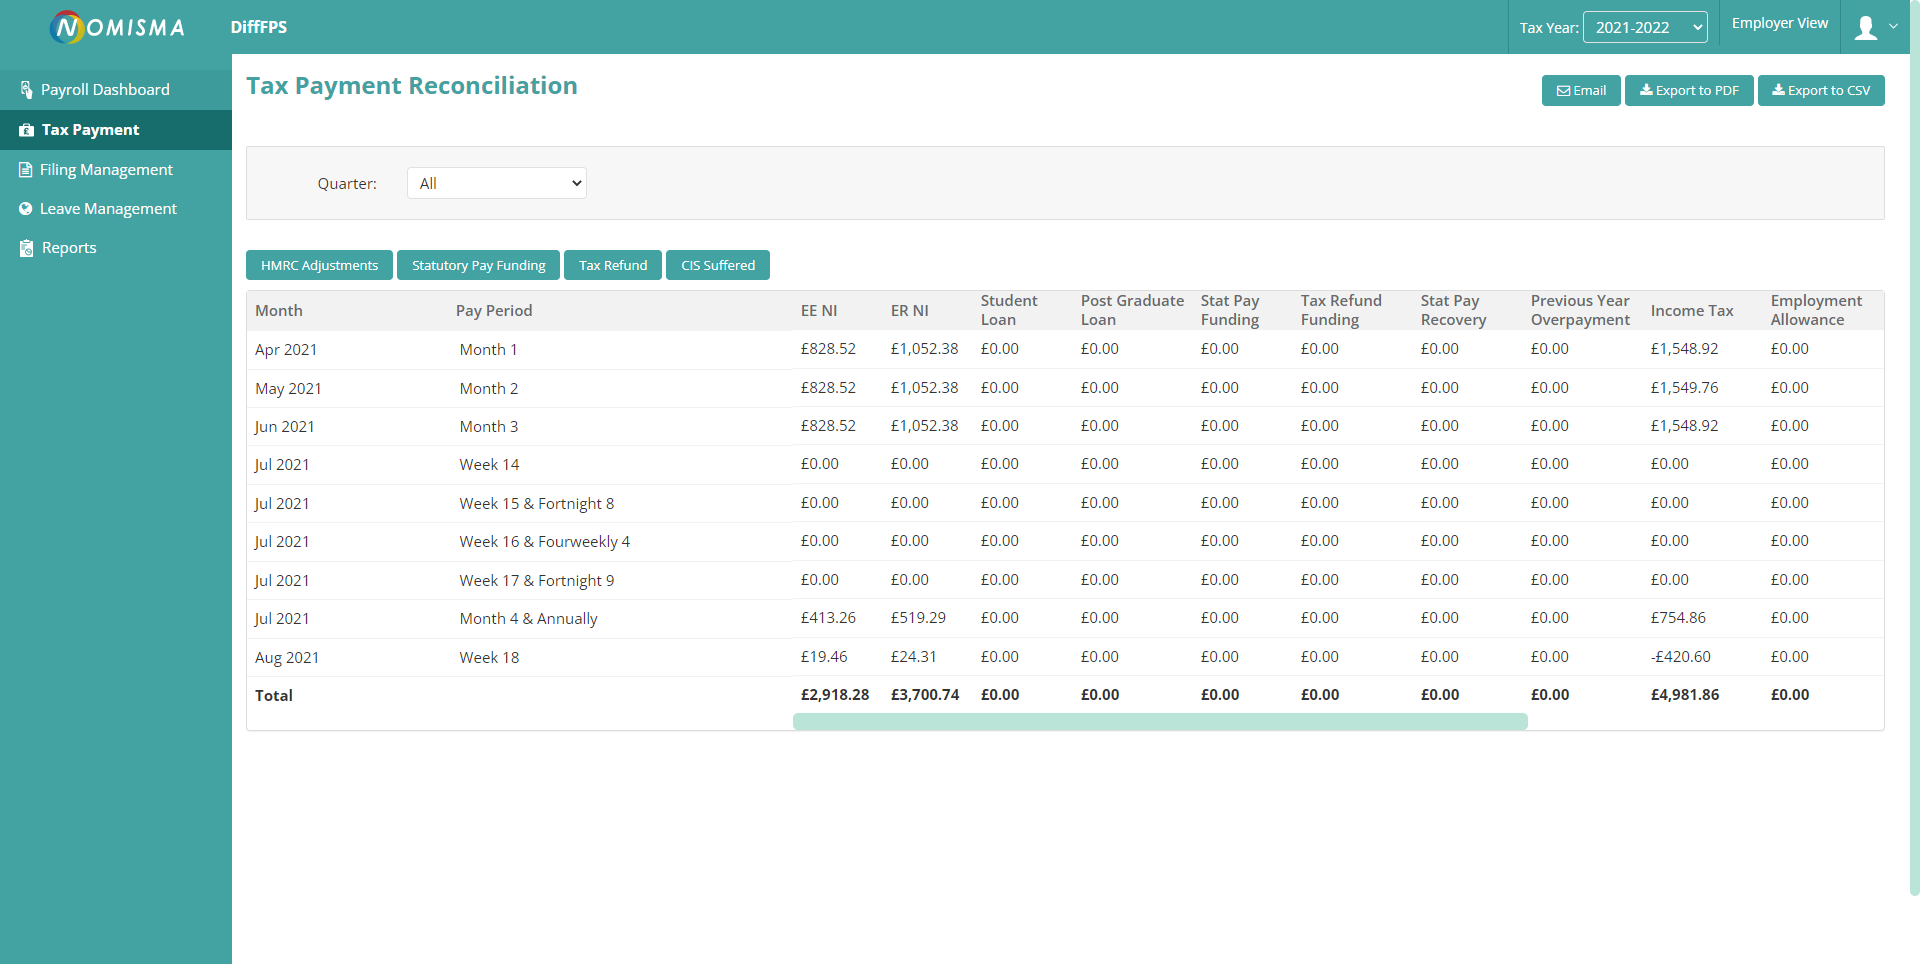 NOMISMA
DiffFPS
Tax Year: 2021-2022
Employer View
Payroll Dashboard
Tax Payment
Filing Management
Leave Management
Reports
Tax Payment Reconciliation
Email Export to PDF Export to CSV
Quarter: All
HMRC Adjustments Statutory Pay Funding Tax Refund CIS Suffered
Month Pay Period EE NI ER NI Student Loan Post Graduate Loan Stat Pay Funding Tax Refund Funding Stat Pay Recovery Previous Year Overpayment Income Tax Employment Allowance
Apr 2021 Month 1 £828.52 £1,052.38 £0.00 £0.00 £0.00 £0.00 £0.00 £0.00 £1,548.92 £0.00
May 2021 Month 2 £828.52 £1,052.38 £0.00 £0.00 £0.00 £0.00 £0.00 £0.00 £1,549.76 £0.00
Jun 2021 Month 3 £828.52 £1,052.38 £0.00 £0.00 £0.00 £0.00 £0.00 £0.00 £1,548.92 £0.00
Jul 2021 Week 14 £0.00 £0.00 £0.00 £0.00 £0.00 £0.00 £0.00 £0.00 £0.00 £0.00
Jul 2021 Week 15 & Fortnight 8 £0.00 £0.00 £0.00 £0.00 £0.00 £0.00 £0.00 £0.00 £0.00 £0.00
Jul 2021 Week 16 & Fourweekly 4 £0.00 £0.00 £0.00 £0.00 £0.00 £0.00 £0.00 £0.00 £0.00 £0.00
Jul 2021 Week 17 & Fortnight 9 £0.00 £0.00 £0.00 £0.00 £0.00 £0.00 £0.00 £0.00 £0.00 £0.00
Jul 2021 Month 4 & Annually £413.26 £519.29 £0.00 £0.00 £0.00 £0.00 £0.00 £0.00 £754.86 £0.00
Aug 2021 Week 18 £19.46 £24.31 £0.00 £0.00 £0.00 £0.00 £0.00 £0.00 -£420.60 £0.00
Total £2,918.28 £3,700.74 £0.00 £0.00 £0.00 £0.00 £0.00 £0.00 £4,981.86 £0.00